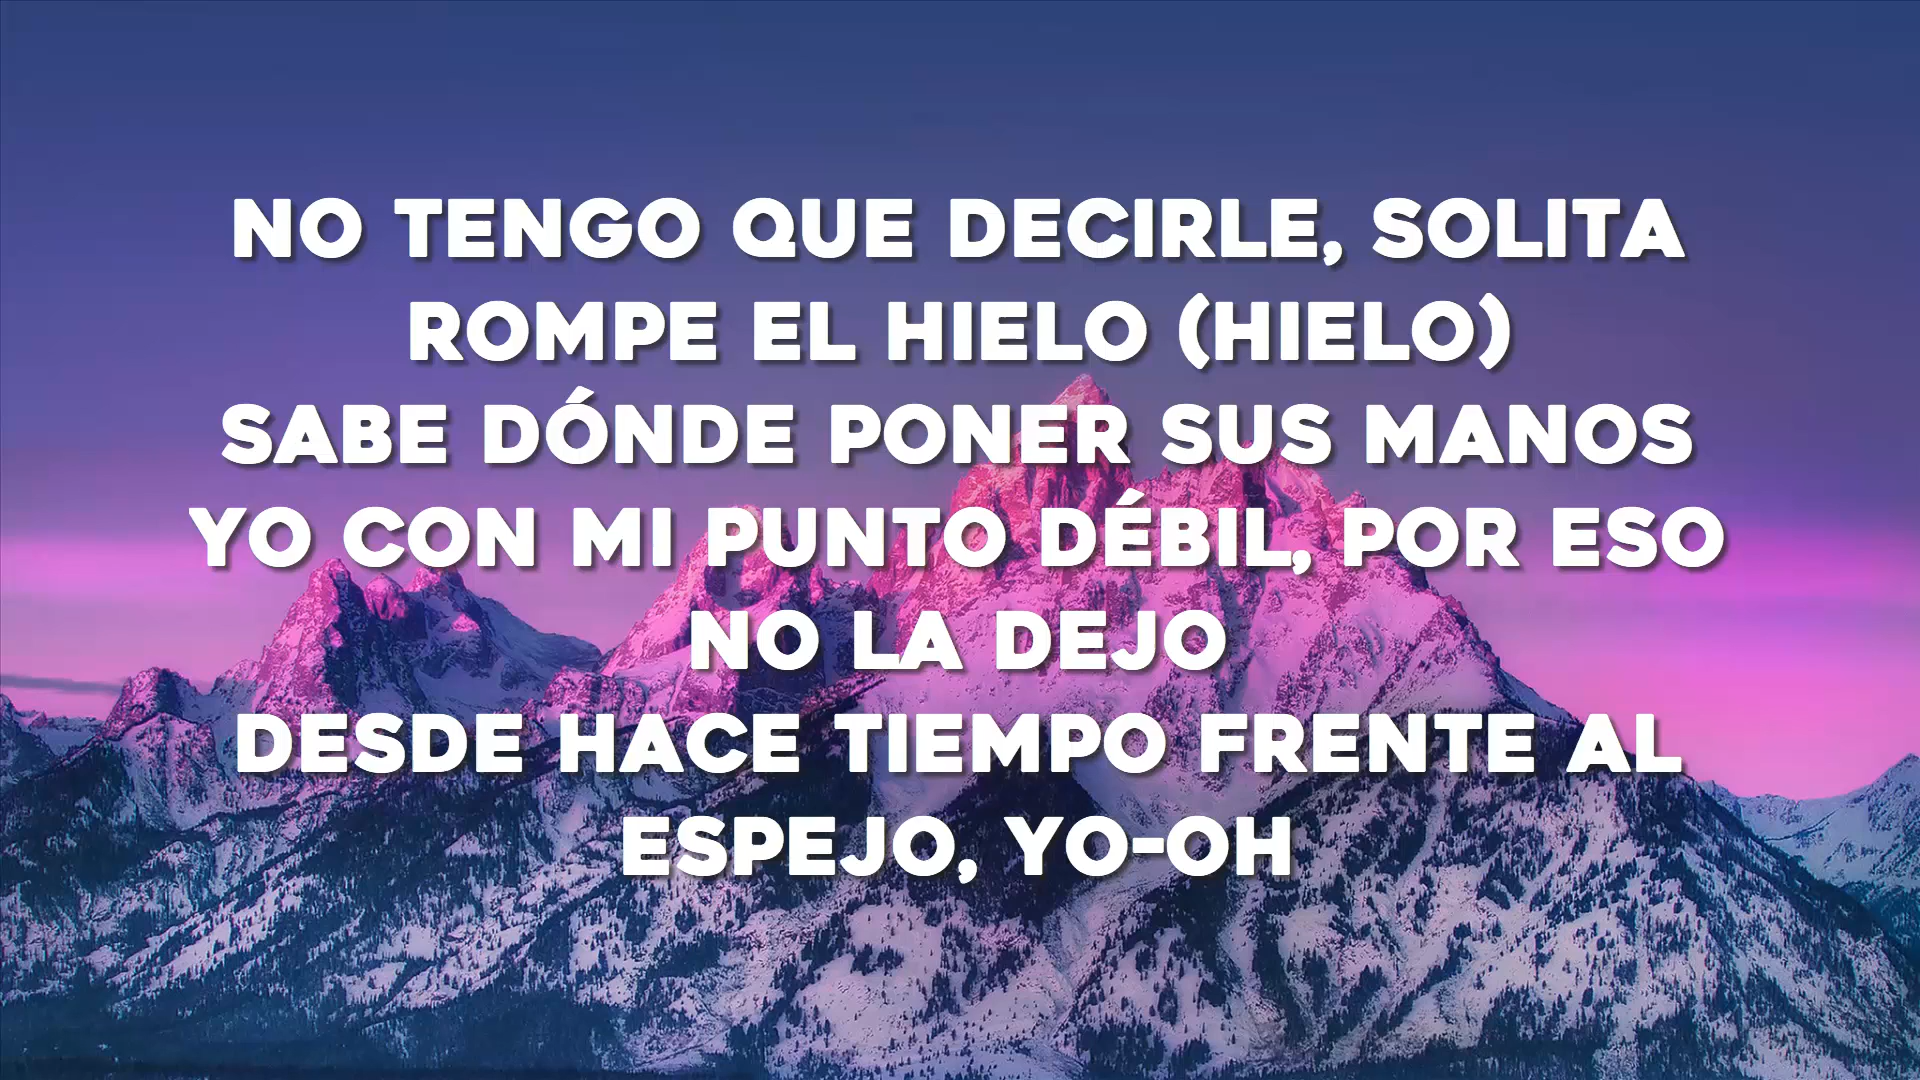 NO TENGO QUE DECIRLE, SOLITA
ROMPE EL HIELO (HIELO)
SABE DÓNDE PONER SUS MANOS
YO CON MI PUNTO DÉBIL, POR ESO
NO LA DEJO
DESDE HACE TIEMPO FRENTE AL
ESPEJO, YO-OH